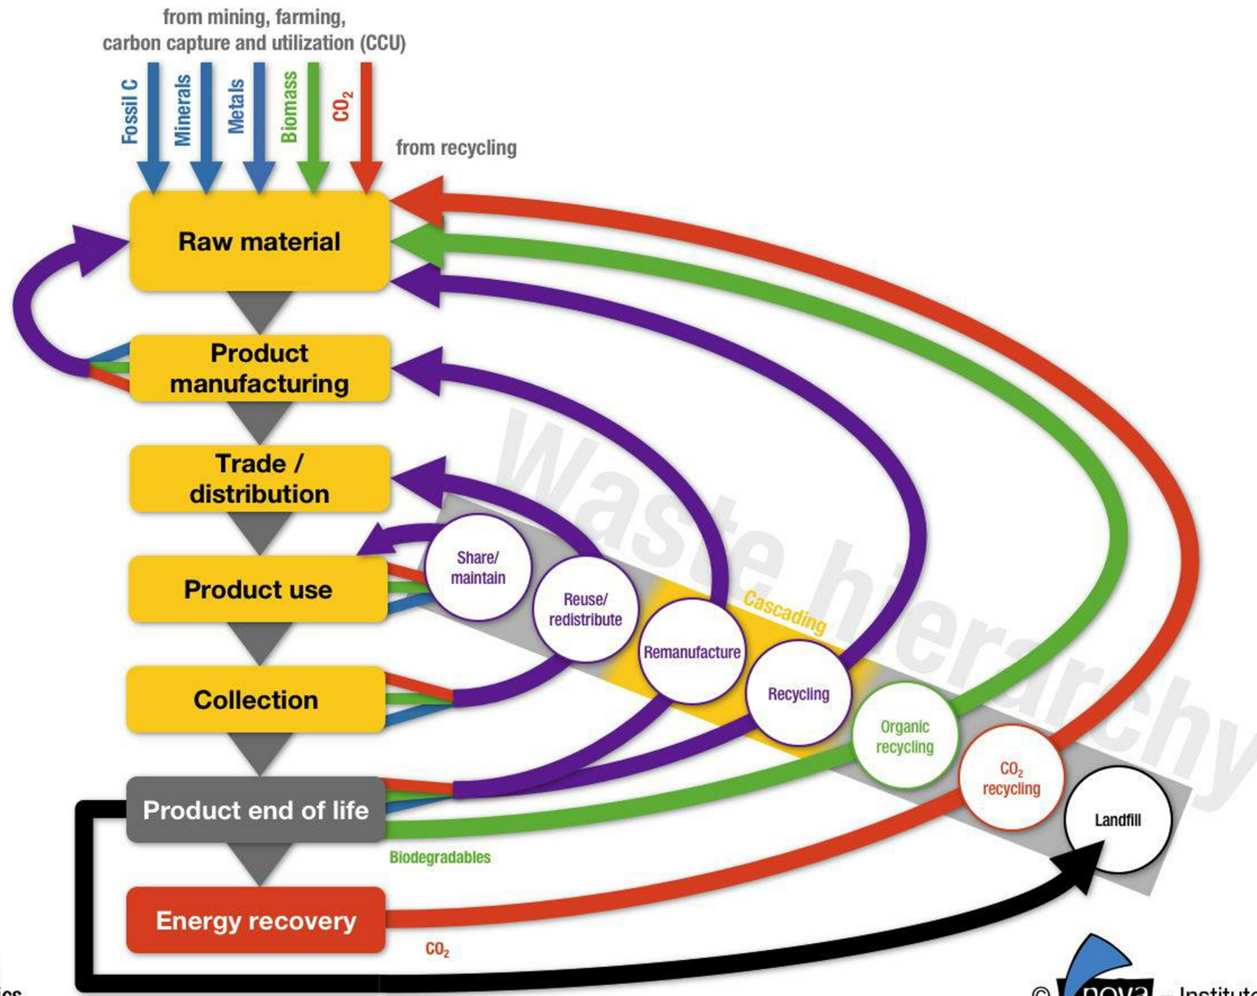 from mining, farming,
carbon capture and utilization (CCU)
Fossil C
Minerals
Metals
Biomass
CO₂
from recycling
Raw material
Product
manufacturing
Trade /
distribution
Product use
Collection
Product end of life
Energy recovery
Waste hierarchy
Cascading
Share/
maintain
Reuse/
redistribute
Remanufacture
Recycling
Organic
recycling
CO₂
recycling
Landfill
Biodegradables
CO₂
©
nova – Institute